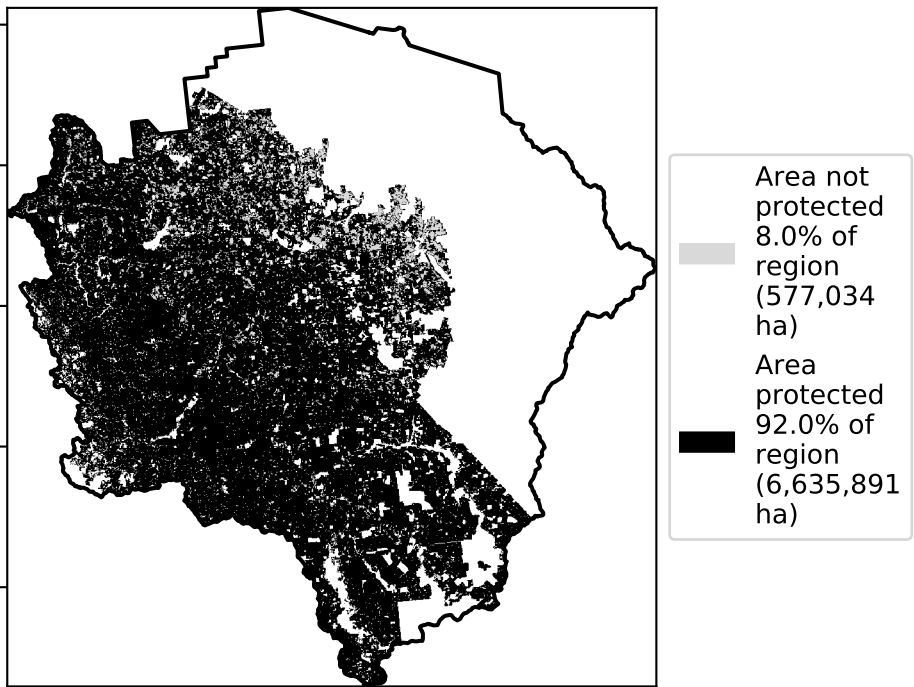 Area not
protected
8.0% of
region
(577,034
ha)
Area
protected
92.0% of
region
(6,635,891
ha)